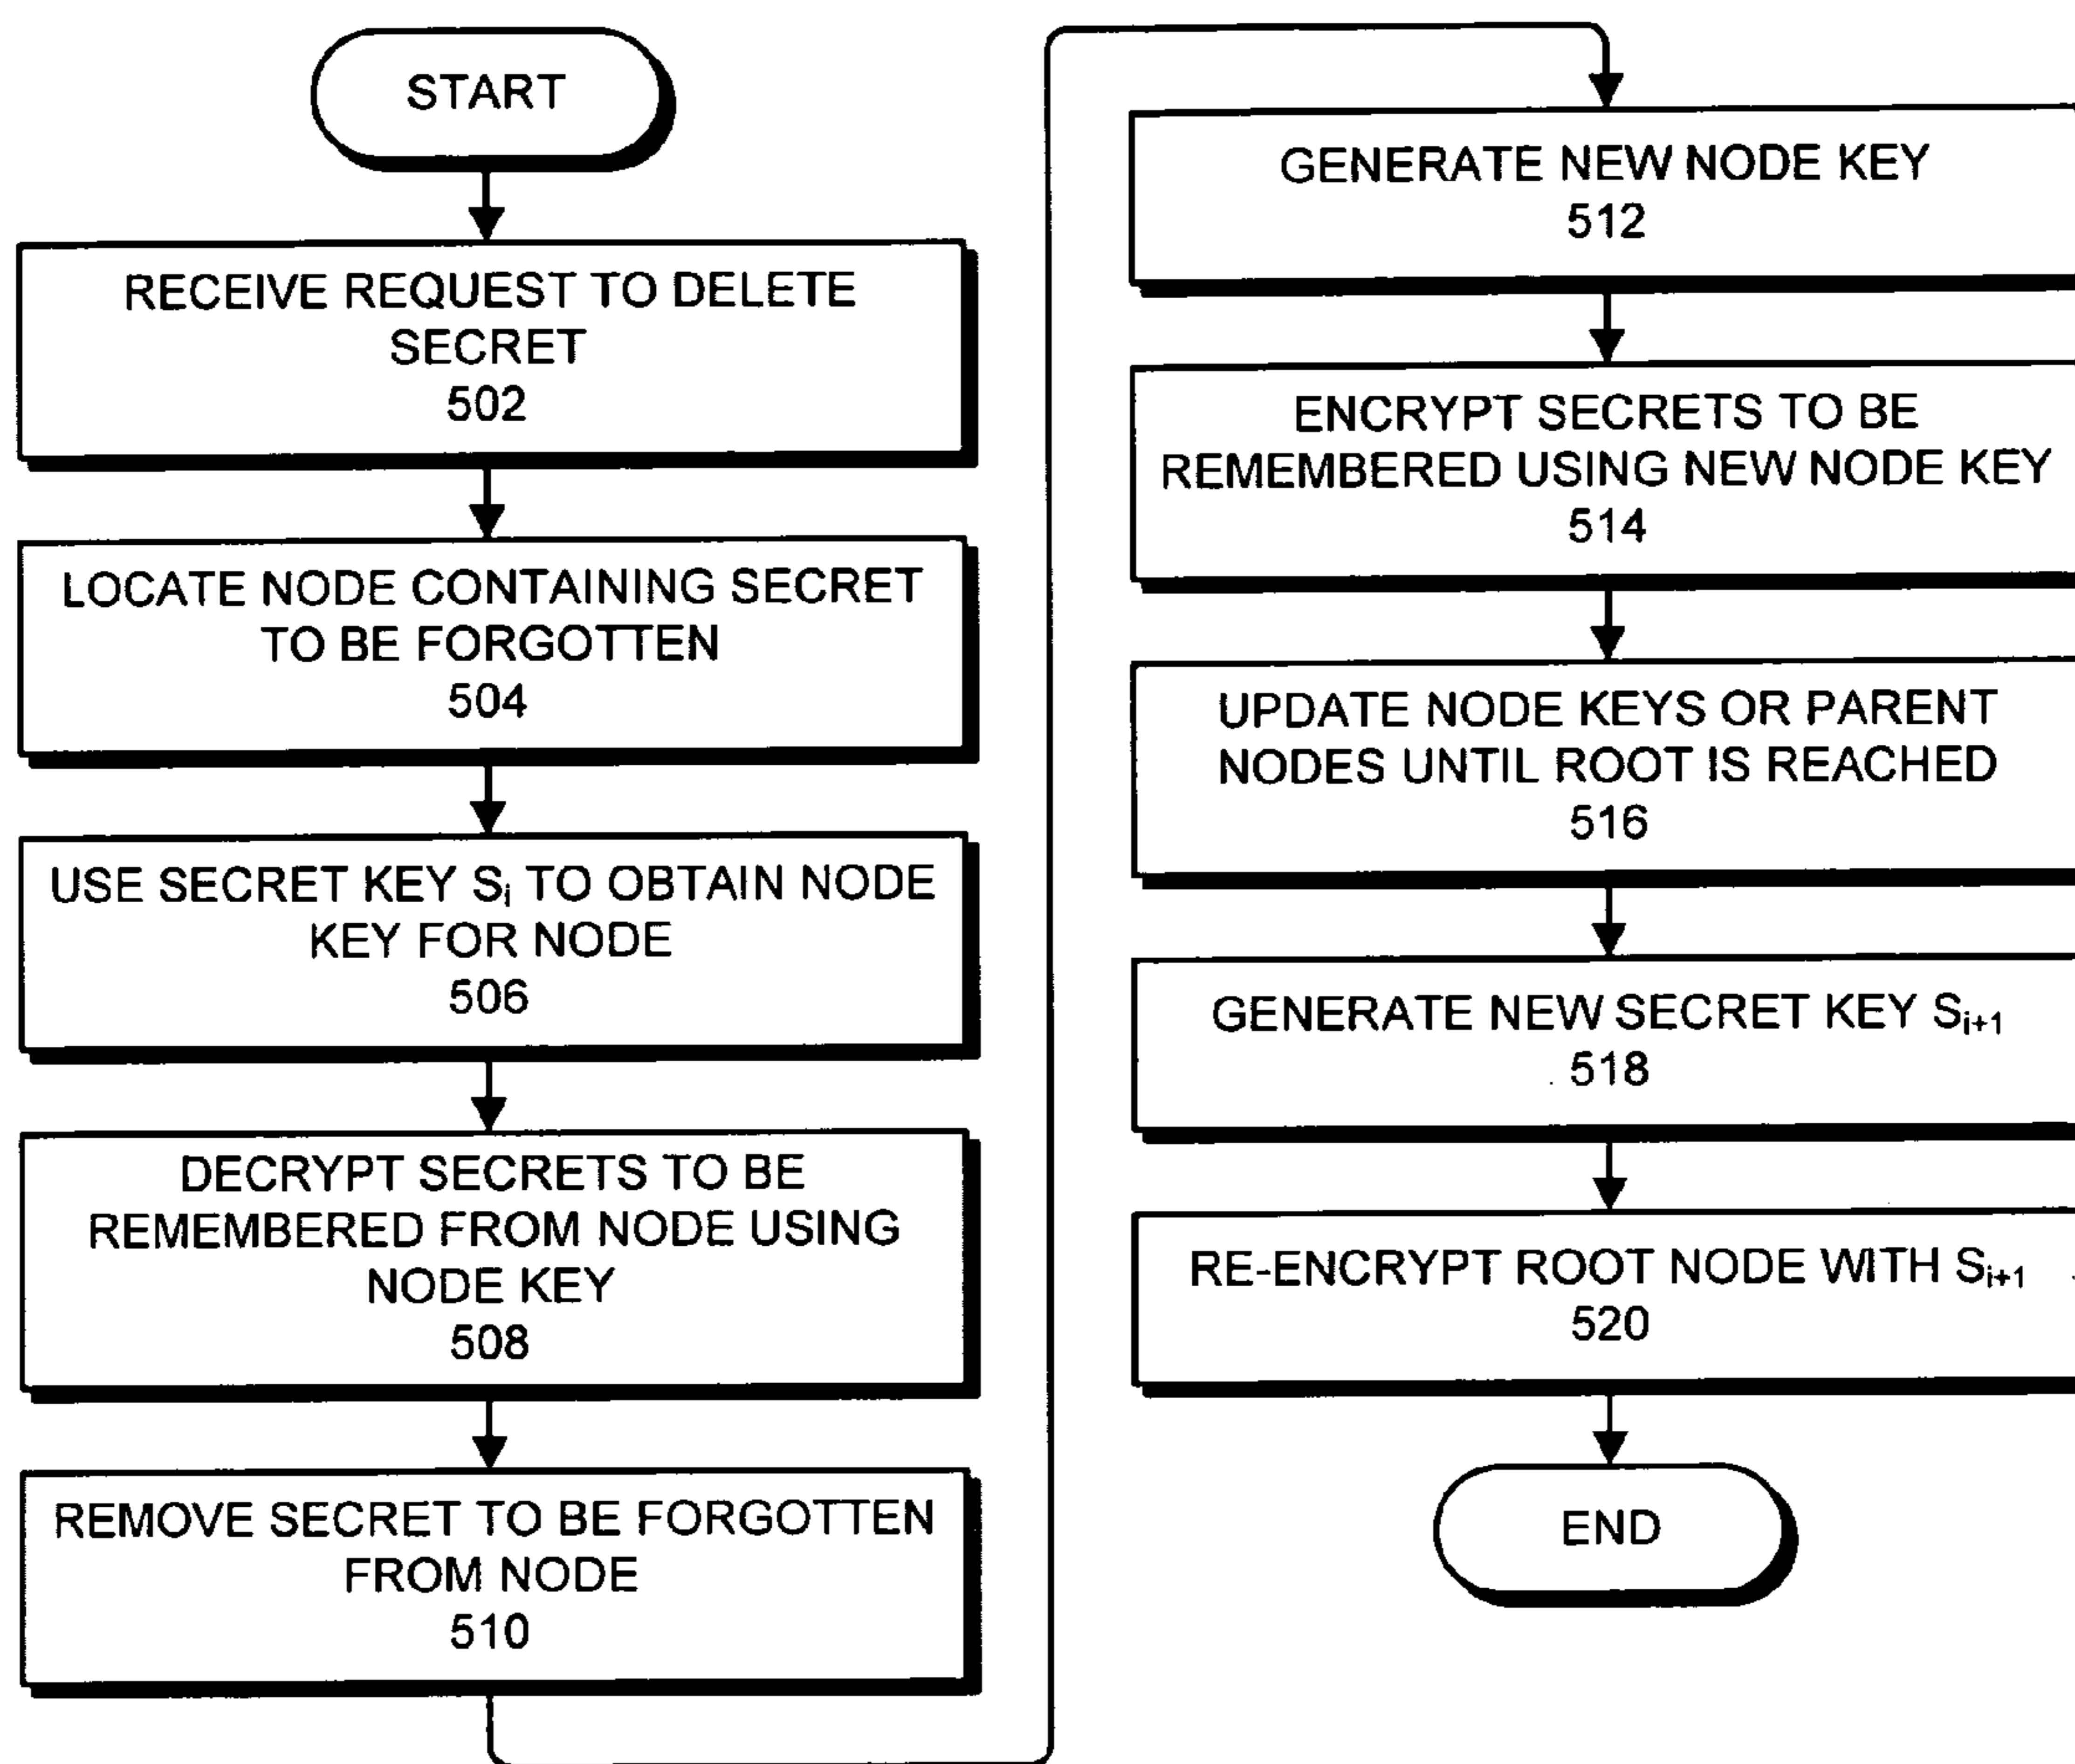 START
RECEIVE REQUEST TO DELETE
SECRET
502
LOCATE NODE CONTAINING SECRET
TO BE FORGOTTEN
504
USE SECRET KEY Si TO OBTAIN NODE
KEY FOR NODE
506
DECRYPT SECRETS TO BE
REMEMBERED FROM NODE USING
NODE KEY
508
REMOVE SECRET TO BE FORGOTTEN
FROM NODE
510
GENERATE NEW NODE KEY
512
ENCRYPT SECRETS TO BE
REMEMBERED USING NEW NODE KEY
514
UPDATE NODE KEYS OR PARENT
NODES UNTIL ROOT IS REACHED
516
GENERATE NEW SECRET KEY Si+1
518
RE-ENCRYPT ROOT NODE WITH Si+1
520
END